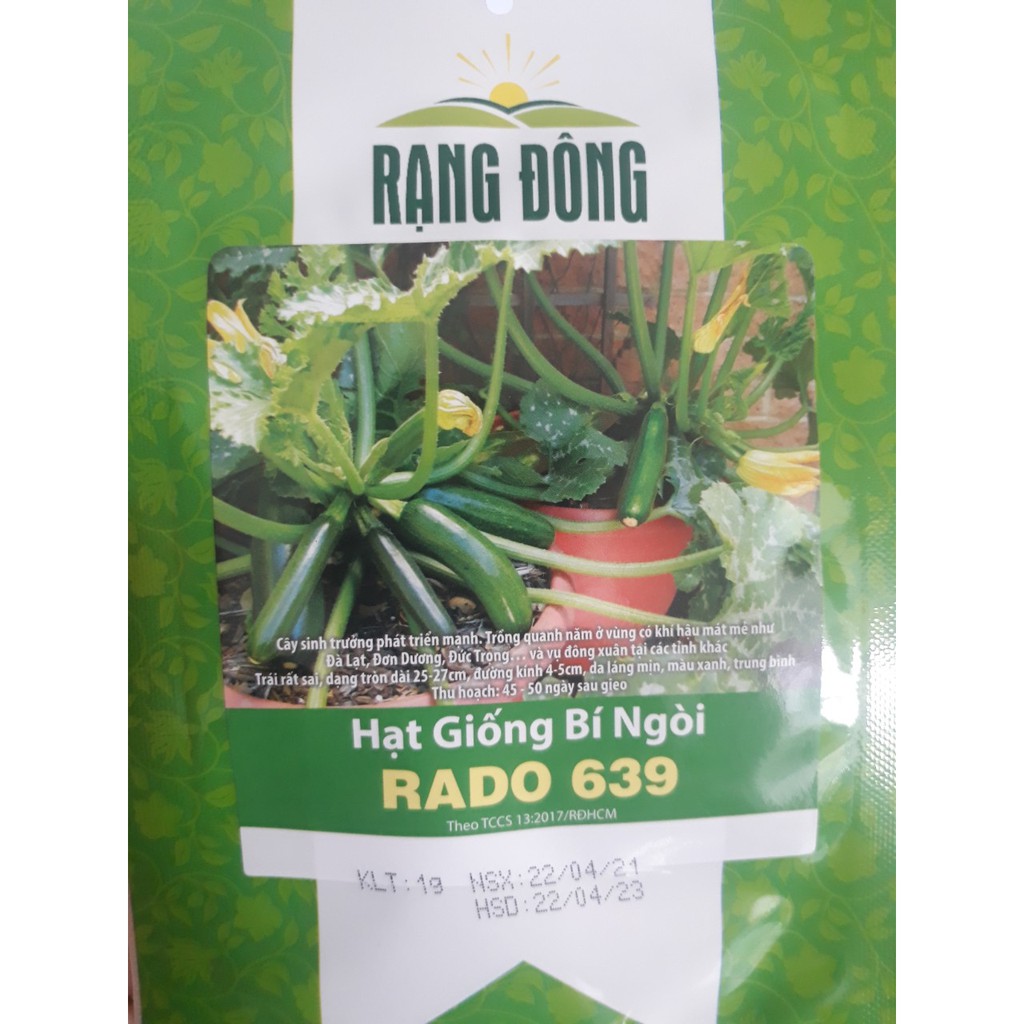 RẠNG ĐÔNG
Cây sinh trưởng phát triển mạnh. Trồng quanh năm ở vùng có khí hậu mát mẻ như
Đà Lạt, Đơn Dương, Đức Trọng... và vụ đông xuân tại các tỉnh khác
Trái rất sai, dạng tròn dài 25-27cm, đường kính 4-5cm, da láng mịn, màu xanh, trung bình
Thu hoạch: 45 - 50 ngày sau gieo
Hạt Giống Bí Ngòi
RADO 639
Theo TCCS 13:2017/RĐHCM
KLT: 1g NSX: 22/04/21
HSD: 22/04/23